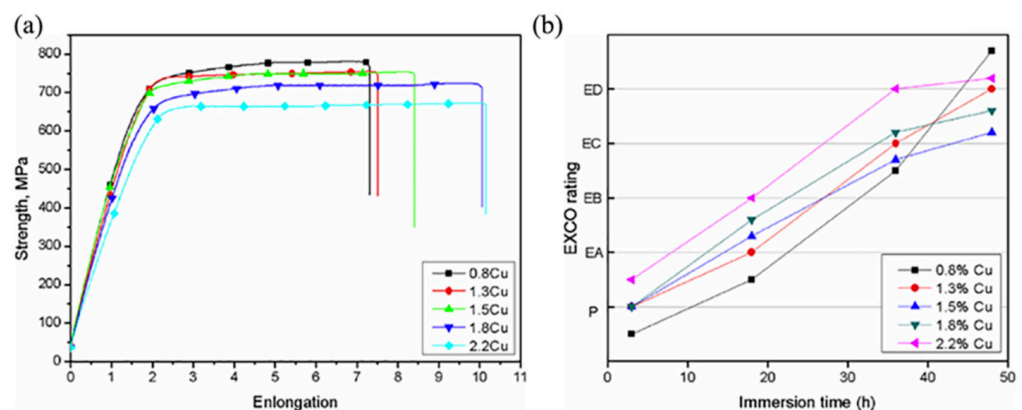 (a)
800
700
600
500
400
300
200
100
0
Strength, MPa
0 1 2 3 4 5 6 7 8 9 10 11
Enlongation
0.8Cu
1.3Cu
1.5Cu
1.8Cu
2.2Cu
(b)
ED
EC
EB
EA
P
EXCO rating
0 10 20 30 40 50
Immersion time (h)
0.8% Cu
1.3% Cu
1.5% Cu
1.8% Cu
2.2% Cu